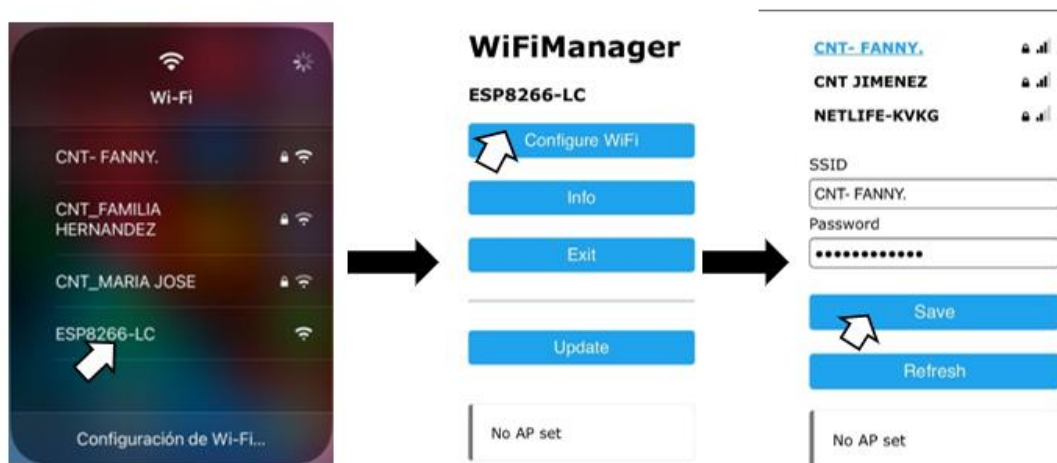 Wi-Fi
CNT- FANNY.
CNT_FAMILIA
HERNANDEZ
CNT_MARIA JOSE
ESP8266-LC
Configuración de Wi-Fi...
WiFiManager
ESP8266-LC
Configure WiFi
Info
Exit
Update
No AP set
CNT- FANNY.
CNT JIMENEZ
NETLIFE-KVKG
SSID
CNT- FANNY.
Password
••••••••••••
Save
Refresh
No AP set